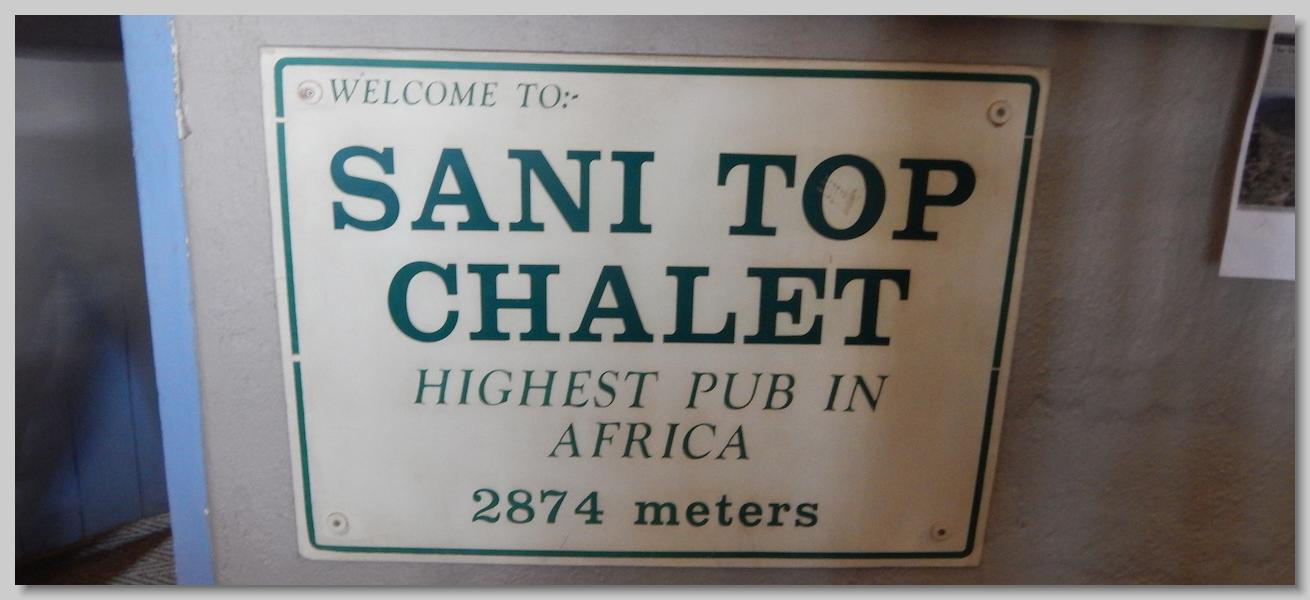 WELCOME TO:-
SANI TOP
CHALET
HIGHEST PUB IN
AFRICA
2874 meters